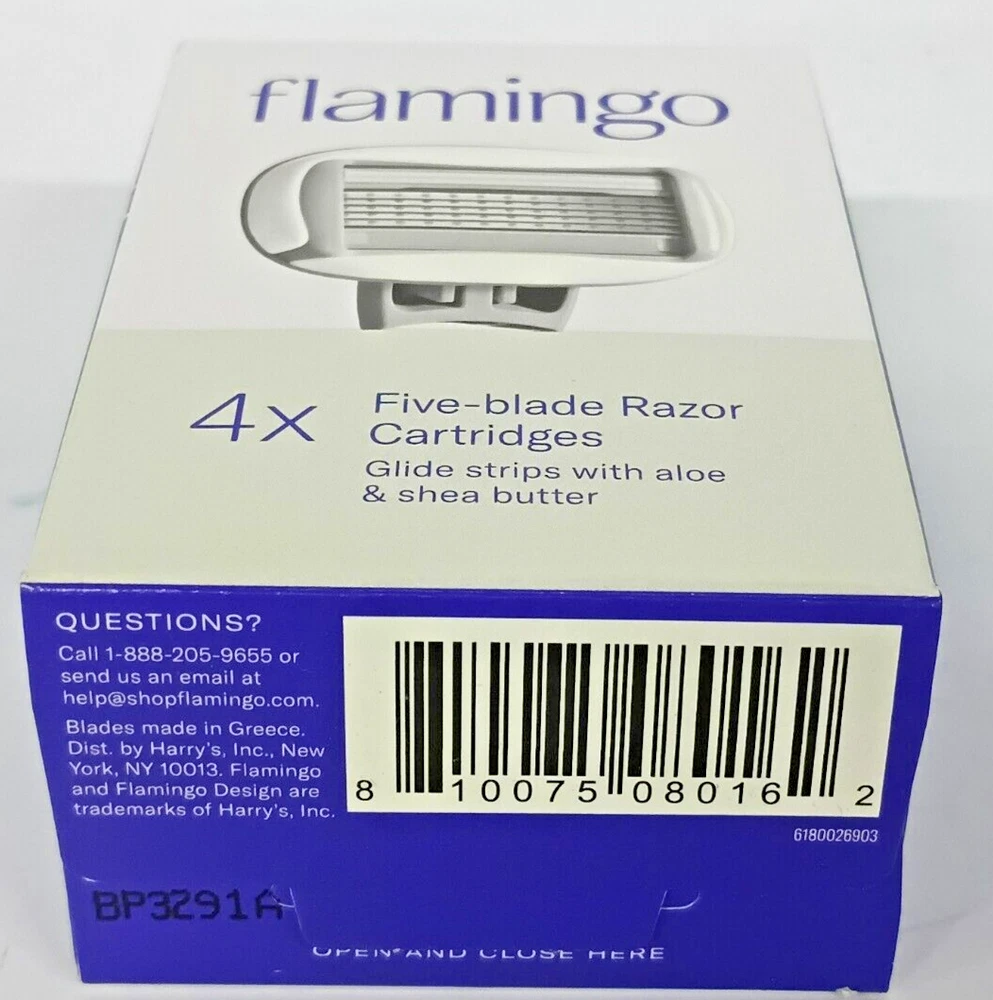 flamingo
4x
Five-blade Razor
Cartridges
Glide strips with aloe
& shea butter
QUESTIONS?
Call 1-888-205-9655 or
send us an email at
help@shopflamingo.com.
Blades made in Greece.
Dist. by Harry's, Inc., New
York, NY 10013. Flamingo
and Flamingo Design are
trademarks of Harry's, Inc.
8 10075 08016 2
6180026903
BP3291A
OPEN AND CLOSE HERE